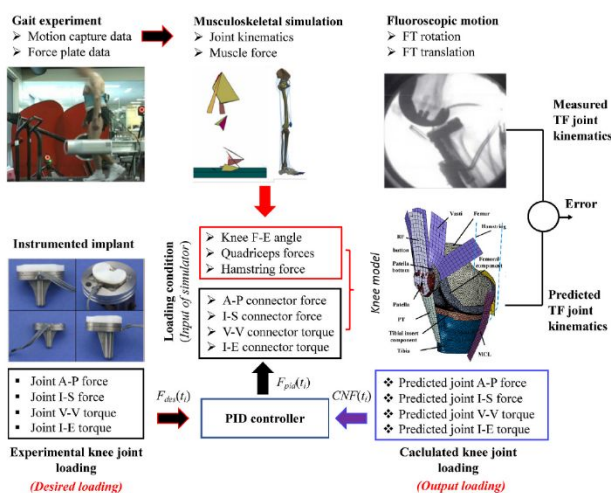 Gait experiment
➢ Motion capture data
➢ Force plate data
Musculoskeletal simulation
➢ Joint kinematics
➢ Muscle force
Fluoroscopic motion
➢ FT rotation
➢ FT translation
Measured
TF joint
kinematics
Error
Predicted
TF joint
kinematics
Loading condition
(Input of simulator)
➢ Knee F-E angle
➢ Quadriceps forces
➢ Hamstring force
➢ A-P connector force
➢ I-S connector force
➢ V-V connector torque
➢ I-E connector torque
Knee model
Vasti
Femur
Hamstring
RF
button
Patella
button
Femoral
component
Patella
PT
Tibial insert
component
Tibia
MCL
Instrumented implant
▪ Joint A-P force
▪ Joint I-S force
▪ Joint V-V torque
▪ Joint I-E torque
Experimental knee joint
loading
(Desired loading)
Fdes(ti)
Fpid(ti)
CNF(ti)
PID controller
❖ Predicted joint A-P force
❖ Predicted joint I-S force
❖ Predicted joint V-V torque
❖ Predicted joint I-E torque
Caclulated knee joint
loading
(Output loading)